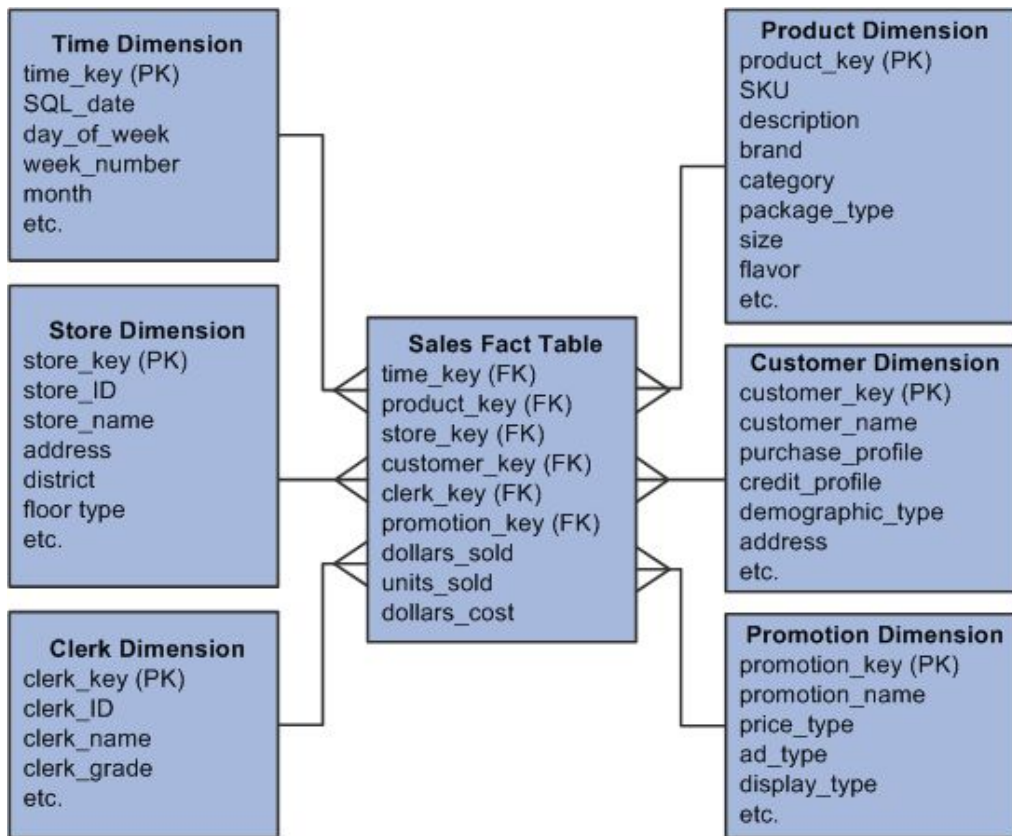 Time Dimension
time_key (PK)
SQL_date
day_of_week
week_number
month
etc.
Store Dimension
store_key (PK)
store_ID
store_name
address
district
floor type
etc.
Clerk Dimension
clerk_key (PK)
clerk_ID
clerk_name
clerk_grade
etc.
Sales Fact Table
time_key (FK)
product_key (FK)
store_key (FK)
customer_key (FK)
clerk_key (FK)
promotion_key (FK)
dollars_sold
units_sold
dollars_cost
Product Dimension
product_key (PK)
SKU
description
brand
category
package_type
size
flavor
etc.
Customer Dimension
customer_key (PK)
customer_name
purchase_profile
credit_profile
demographic_type
address
etc.
Promotion Dimension
promotion_key (PK)
promotion_name
price_type
ad_type
display_type
etc.